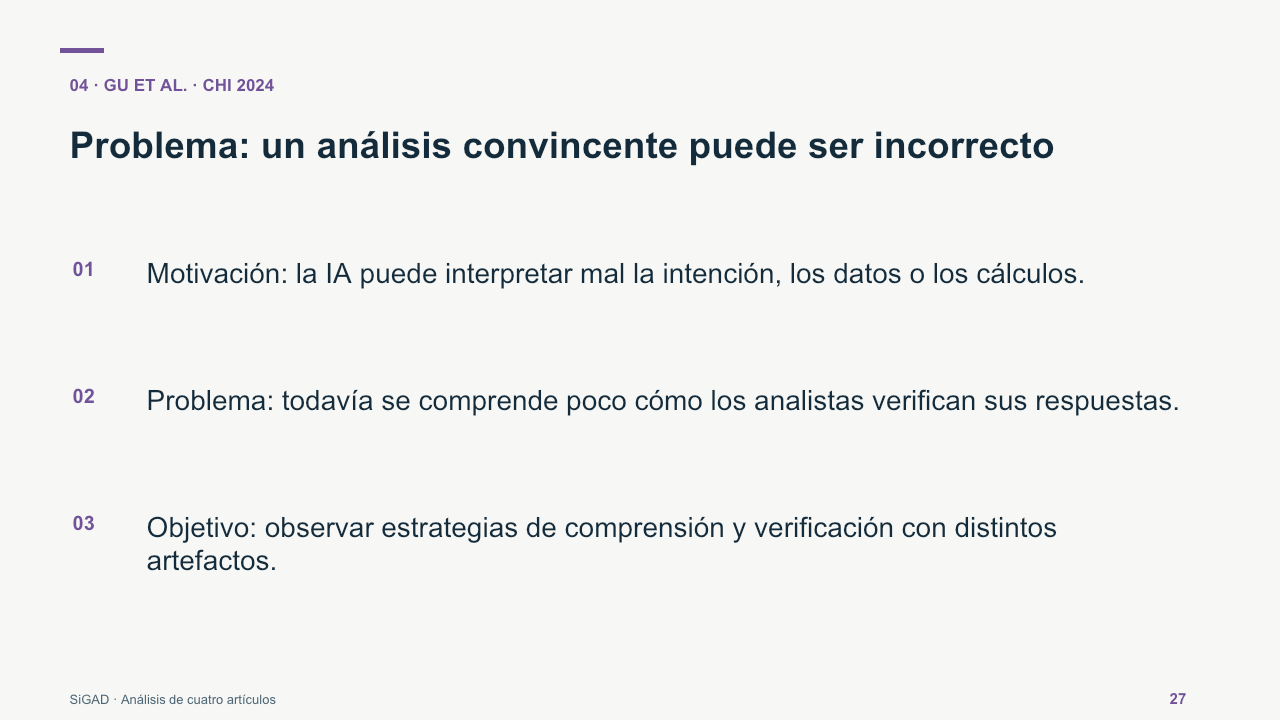 04 · GU ET AL. · CHI 2024
Problema: un análisis convincente puede ser incorrecto
01
Motivación: la IA puede interpretar mal la intención, los datos o los cálculos.
02
Problema: todavía se comprende poco cómo los analistas verifican sus respuestas.
03
Objetivo: observar estrategias de comprensión y verificación con distintos
artefactos.
SiGAD · Análisis de cuatro artículos
27